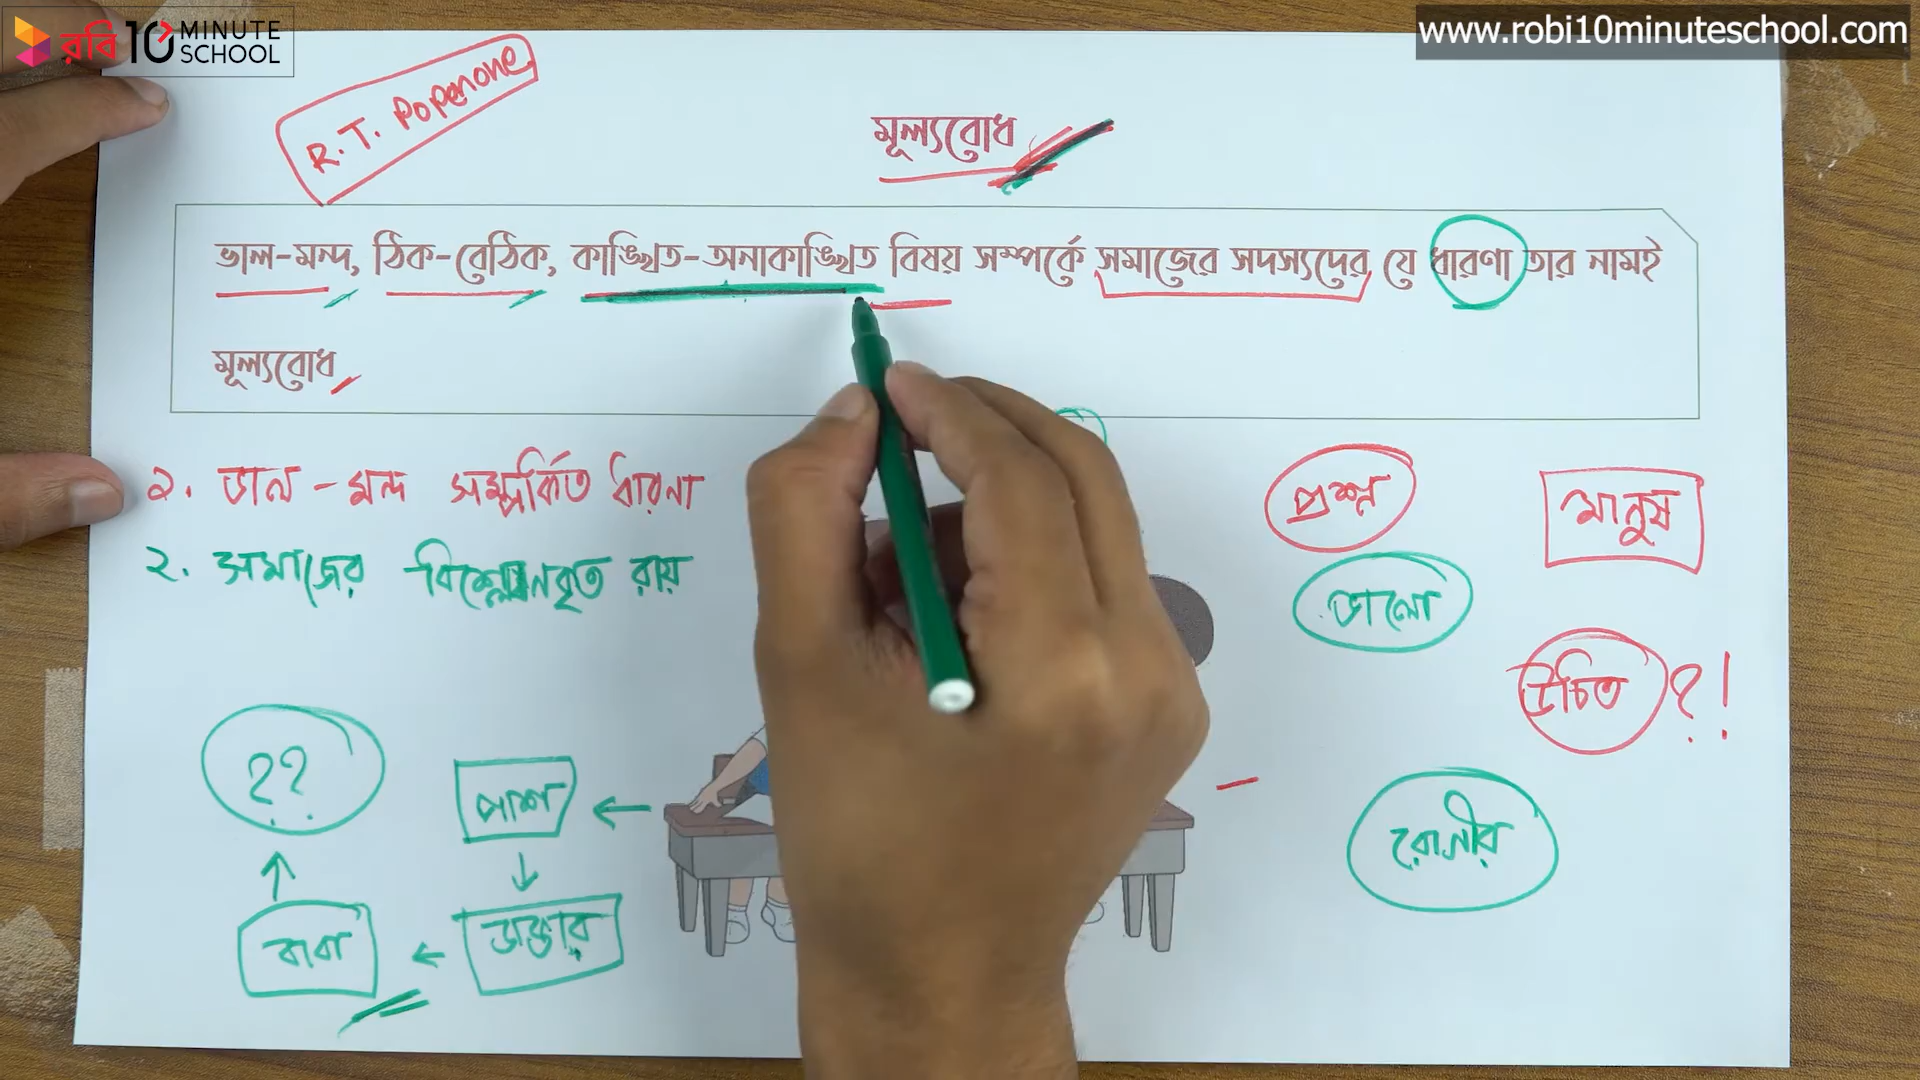 রবি 10 MINUTE SCHOOL
www.robi10minuteschool.com
R. T. Popenone
মূল্যবোধ
ভাল-মন্দ, ঠিক-বেঠিক, কাঙ্খিত-অনাকাঙ্খিত বিষয় সম্পর্কে সমাজের সদস্যদের যে ধারণা তার নামই
মূল্যবোধ
১. ভাল - মন্দ সম্পর্কিত ধারনা
২. সমাজের রায়
প্রশ্ন
মানুষ
ভালো
উচিত ?!
??
পাশ
রোগীর
বাবা
ডাক্তার